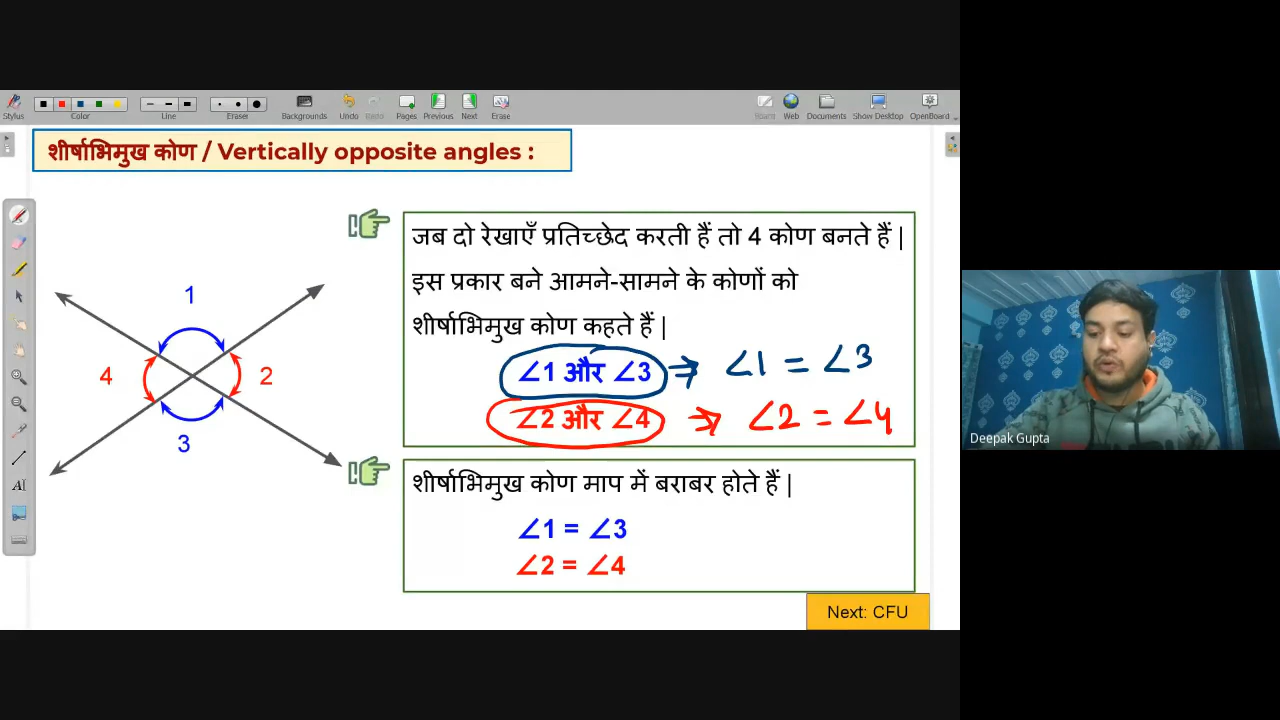 Stylus
Color
Line
Eraser
Backgrounds
Undo
Redo
Pages
Previous
Next
Erase
Board
Web
Documents
Show Desktop
OpenBoard
शीर्षाभिमुख कोण / Vertically opposite angles :
जब दो रेखाएँ प्रतिच्छेद करती हैं तो 4 कोण बनते हैं |
इस प्रकार बने आमने-सामने के कोणों को
शीर्षाभिमुख कोण कहते हैं |
∠1 और ∠3 ⇒ ∠1 = ∠3
∠2 और ∠4 ⇒ ∠2 = ∠4
1
4
2
3
शीर्षाभिमुख कोण माप में बराबर होते हैं |
∠1 = ∠3
∠2 = ∠4
Next: CFU
Deepak Gupta